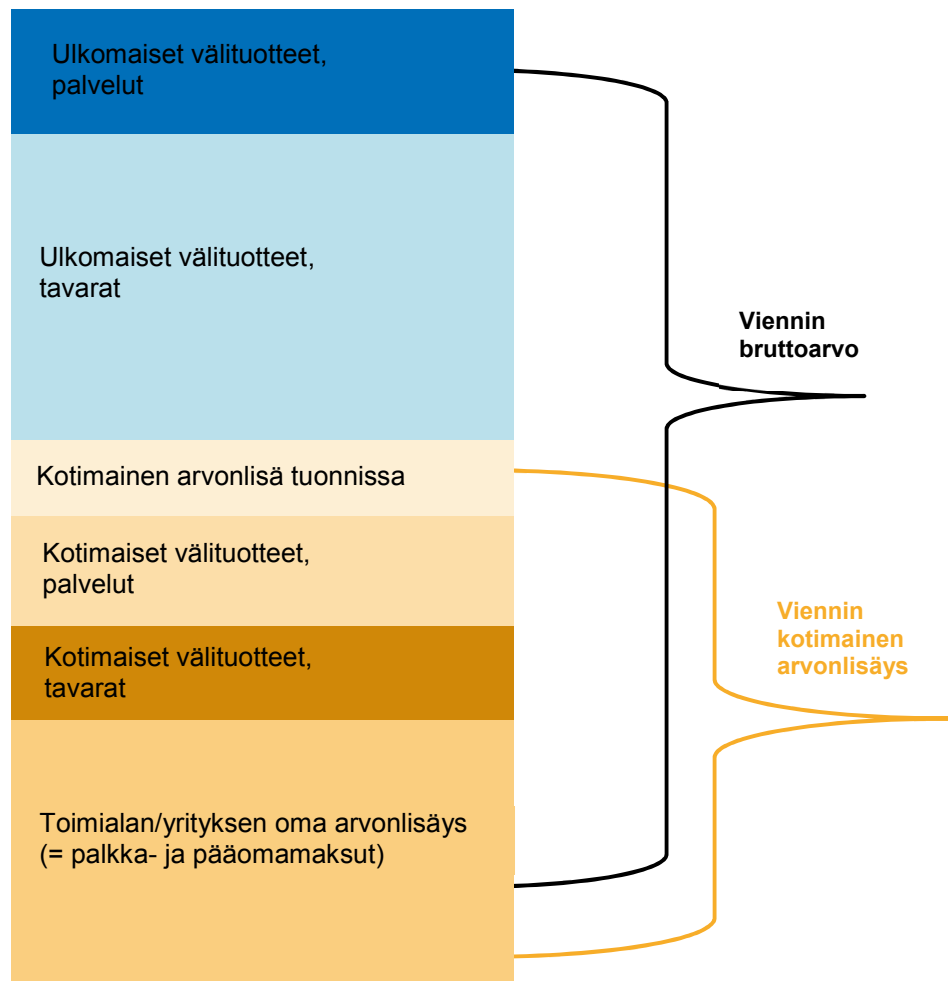 Ulkomaiset välituotteet,
palvelut
Ulkomaiset välituotteet,
tavarat
Viennin
bruttoarvo
Kotimainen arvonlisä tuonnissa
Kotimaiset välituotteet,
palvelut
Viennin
kotimainen
arvonlisäys
Kotimaiset välituotteet,
tavarat
Toimialan/yrityksen oma arvonlisäys
(= palkka- ja pääomamaksut)